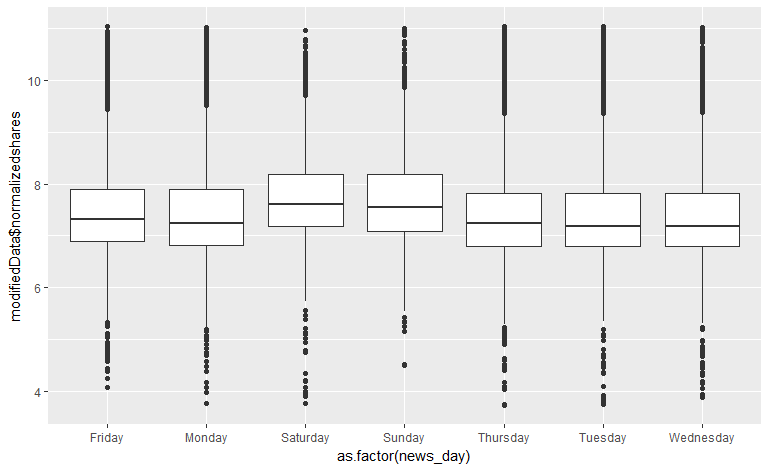 modifiedData$normalizedshares
10
8
6
4
Friday Monday Saturday Sunday Thursday Tuesday Wednesday
as.factor(news_day)